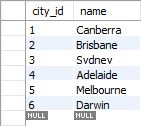 city_id name
1 Canberra
2 Brisbane
3 Sydney
4 Adelaide
5 Melbourne
6 Darwin
NULL NULL